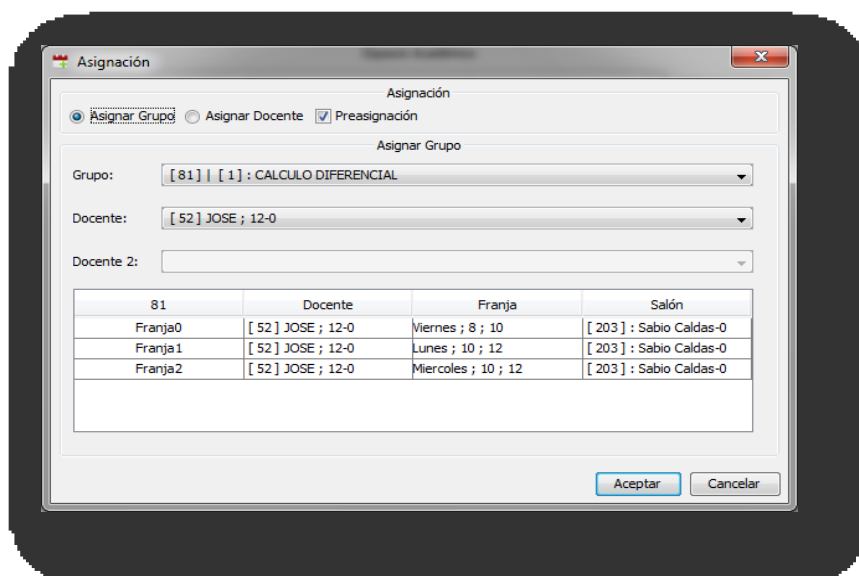 Asignación
Asignación
Asignar Grupo Asignar Docente Preasignación
Asignar Grupo
Grupo: [ 81 ] | [ 1 ] : CALCULO DIFERENCIAL
Docente: [ 52 ] JOSE ; 12-0
Docente 2:
81 Docente Franja Salón
Franja0 [ 52 ] JOSE ; 12-0 Viernes ; 8 ; 10 [ 203 ] : Sabio Caldas-0
Franja1 [ 52 ] JOSE ; 12-0 Lunes ; 10 ; 12 [ 203 ] : Sabio Caldas-0
Franja2 [ 52 ] JOSE ; 12-0 Miercoles ; 10 ; 12 [ 203 ] : Sabio Caldas-0
Aceptar Cancelar